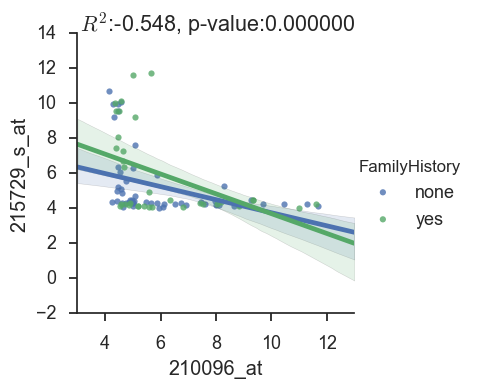 R²:-0.548, p-value:0.000000
14
12
10
8
6
4
2
0
−2
215729_s_at
4 6 8 10 12
210096_at
FamilyHistory
none
yes